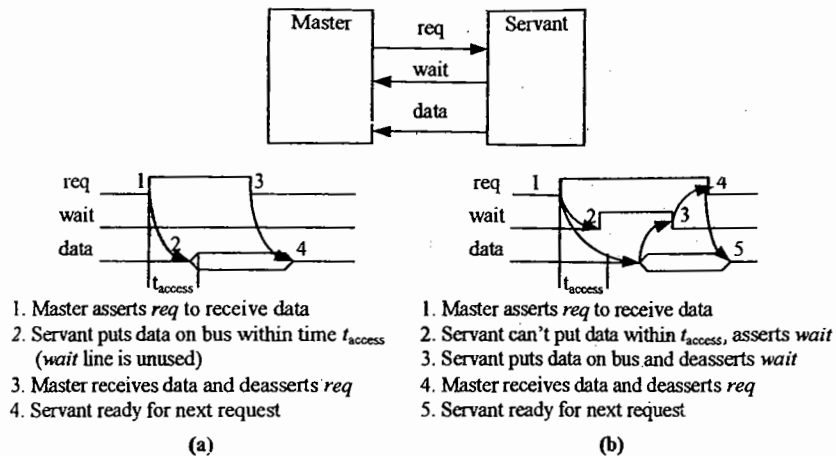 Master
req
Servant
wait
data
req 1 3
wait
data 2 4
t_access
1. Master asserts req to receive data
2. Servant puts data on bus within time t_access
(wait line is unused)
3. Master receives data and deasserts req
4. Servant ready for next request
(a)
req 1 4
wait 2 3
data 5
t_access
1. Master asserts req to receive data
2. Servant can't put data within t_access, asserts wait
3. Servant puts data on bus and deasserts wait
4. Master receives data and deasserts req
5. Servant ready for next request
(b)